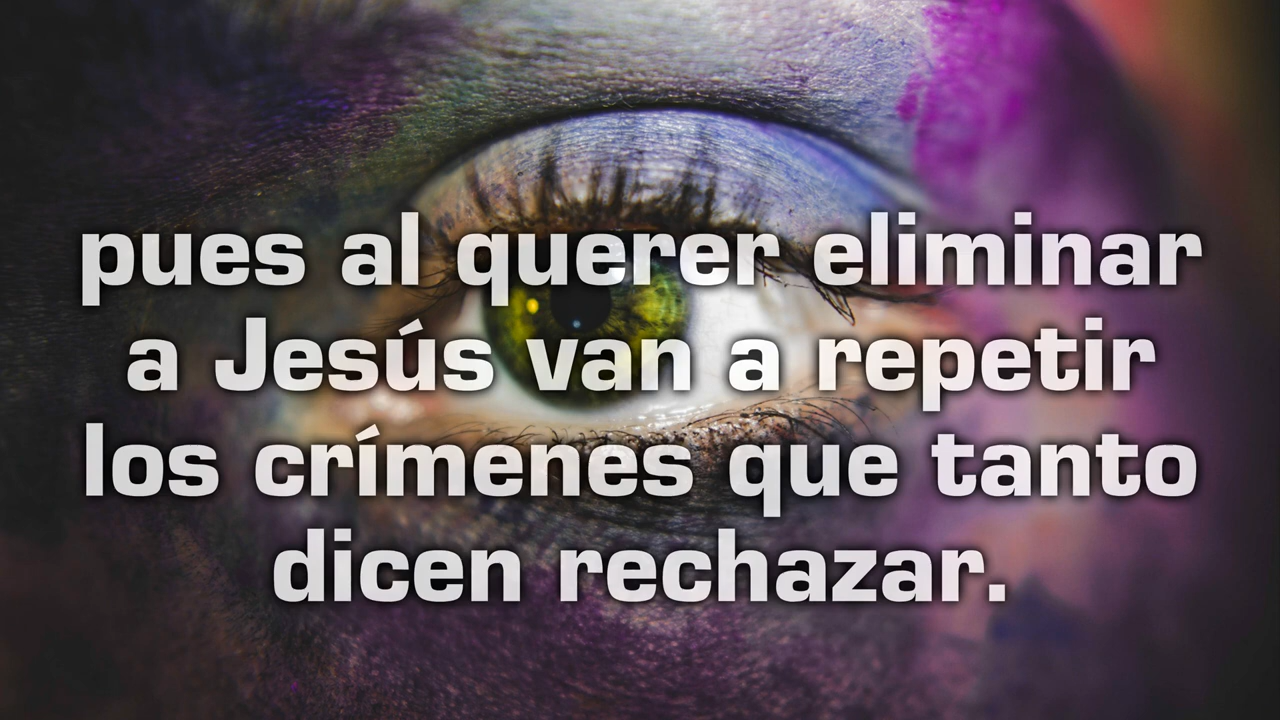 pues al querer eliminar
a Jesús van a repetir
los crímenes que tanto
dicen rechazar.